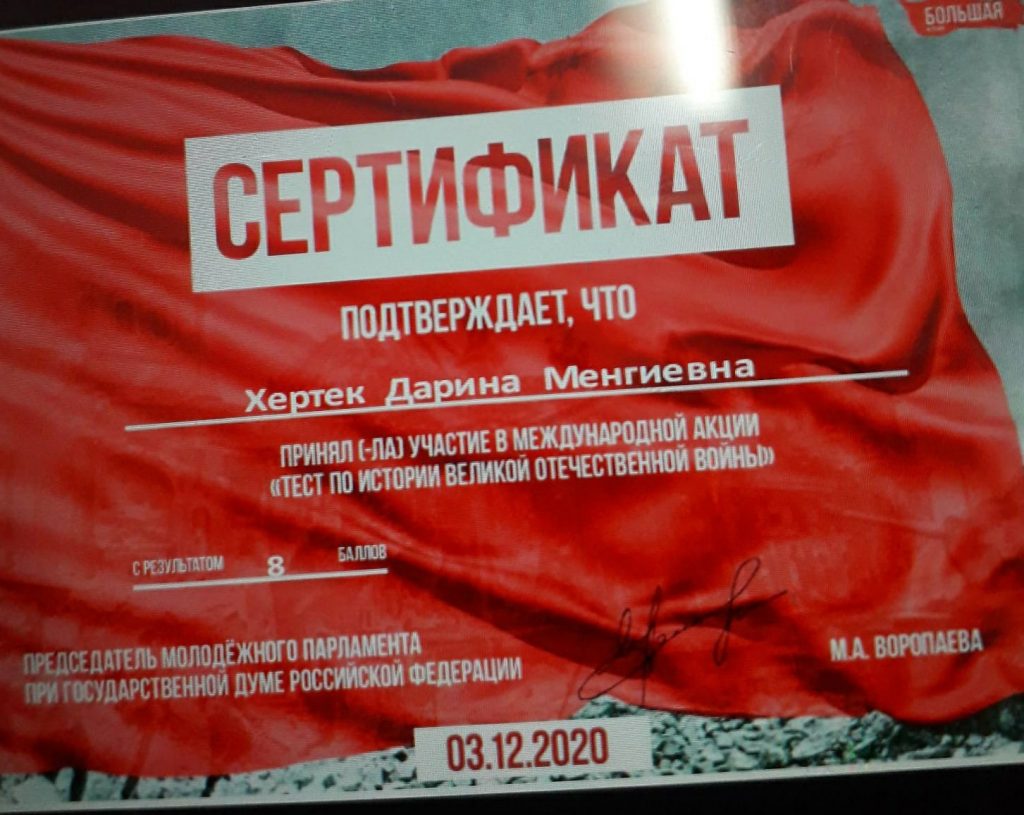 БОЛЬШАЯ
СЕРТИФИКАТ
ПОДТВЕРЖДАЕТ, ЧТО
Хертек Дарина Менгиевна
ПРИНЯЛ (-ЛА) УЧАСТИЕ В МЕЖДУНАРОДНОЙ АКЦИИ
«ТЕСТ ПО ИСТОРИИ ВЕЛИКОЙ ОТЕЧЕСТВЕННОЙ ВОЙНЫ»
С РЕЗУЛЬТАТОМ 8 БАЛЛОВ
ПРЕДСЕДАТЕЛЬ МОЛОДЁЖНОГО ПАРЛАМЕНТА
ПРИ ГОСУДАРСТВЕННОЙ ДУМЕ РОССИЙСКОЙ ФЕДЕРАЦИИ
М.А. ВОРОПАЕВА
03.12.2020